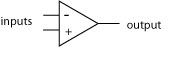 inputs
-
+
output